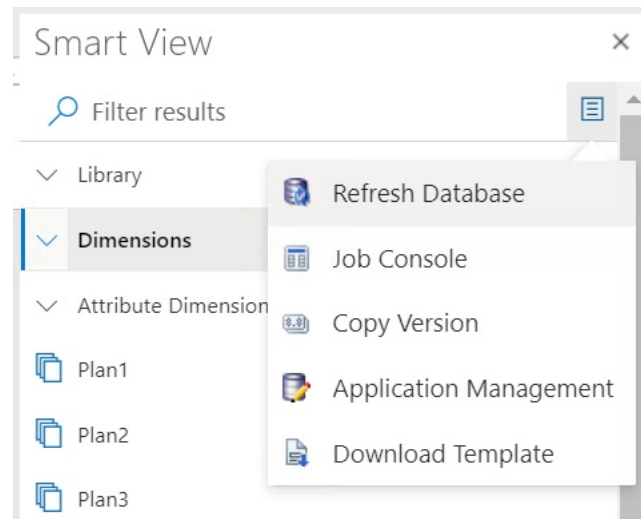 Smart View
Filter results
Library
Refresh Database
Dimensions
Job Console
Attribute Dimension
Copy Version
Plan1
Application Management
Plan2
Download Template
Plan3